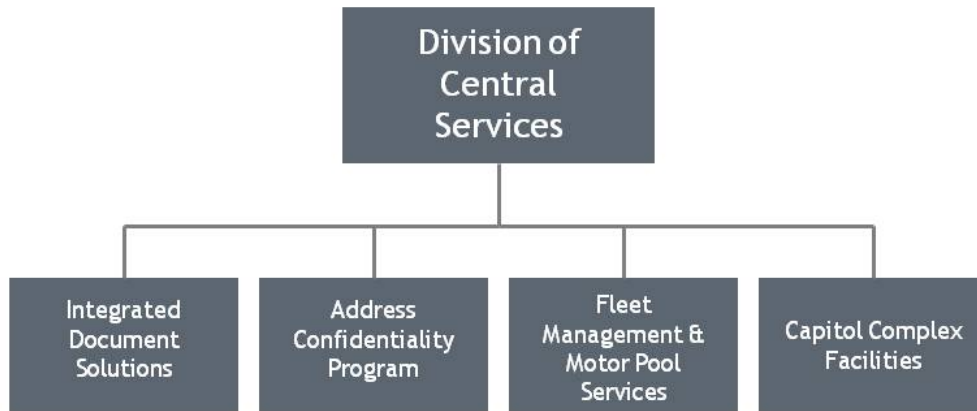 Division of
Central
Services
Integrated
Document
Solutions
Address
Confidentiality
Program
Fleet
Management &
Motor Pool
Services
Capitol Complex
Facilities